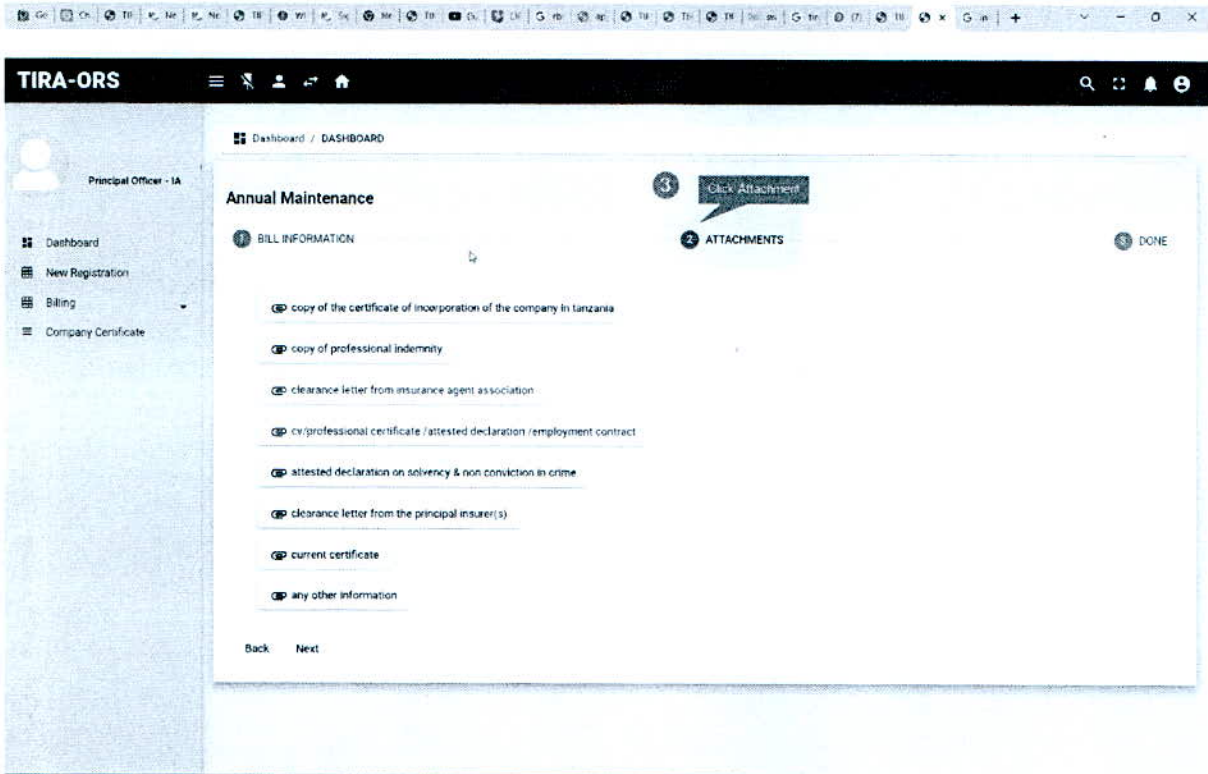 TIRA-ORS
Dashboard / DASHBOARD
Principal Officer - IA
Annual Maintenance
3 Click Attachment
1 BILL INFORMATION
2 ATTACHMENTS
3 DONE
Dashboard
New Registration
Billing
Company Certificate
copy of the certificate of incorporation of the company in tanzania
copy of professional indemnity
clearance letter from insurance agent association
cv/professional certificate /attested declaration /employment contract
attested declaration on solvency & non conviction in crime
clearance letter from the principal insurer(s)
current certificate
any other information
Back Next